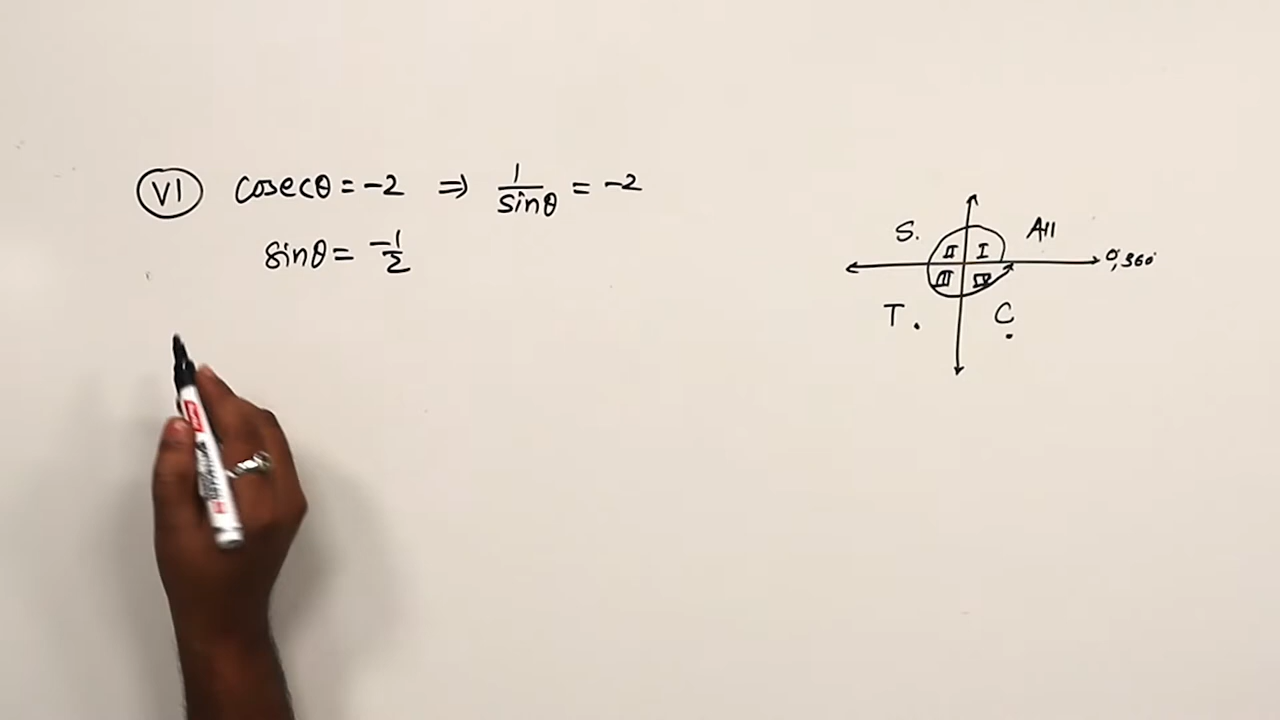 VI cosecθ = -2 ⇒ 1/sinθ = -2
sinθ = -1/2
S. All
II I 0°, 360°
III IV
T . C .